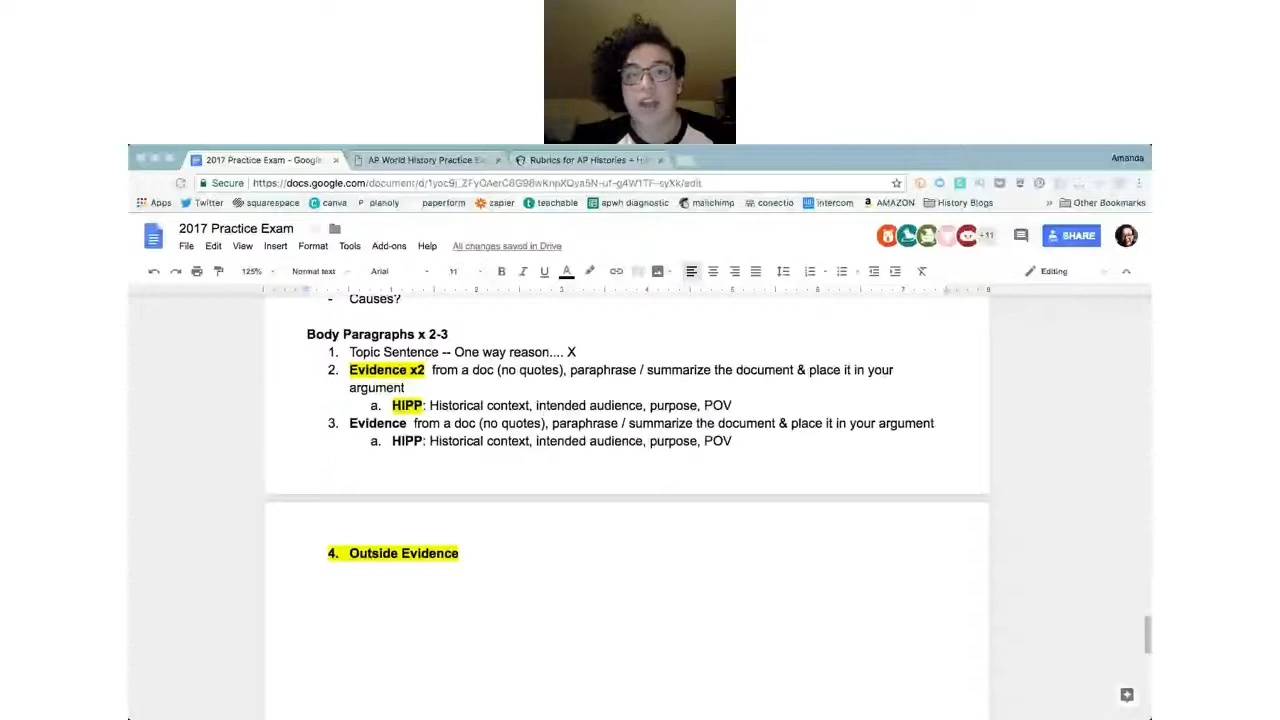 2017 Practice Exam - Google
AP World History Practice Ex
Rubrics for AP Histories + H
Amanda
Secure
Apps
Twitter
squarespace
canva
planoly
paperform
zapier
teachable
apwh diagnostic
mailchimp
conectio
intercom
AMAZON
History Blogs
»
Other Bookmarks
2017 Practice Exam
+11
SHARE
File Edit View Insert Format Tools Add-ons Help All changes saved in Drive
125% Normal text Arial 11 B I U A Editing
- Causes?
Body Paragraphs x 2-3
1. Topic Sentence -- One way reason.... X
2. Evidence x2 from a doc (no quotes), paraphrase / summarize the document & place it in your
argument
a. HIPP: Historical context, intended audience, purpose, POV
3. Evidence from a doc (no quotes), paraphrase / summarize the document & place it in your argument
a. HIPP: Historical context, intended audience, purpose, POV
4. Outside Evidence